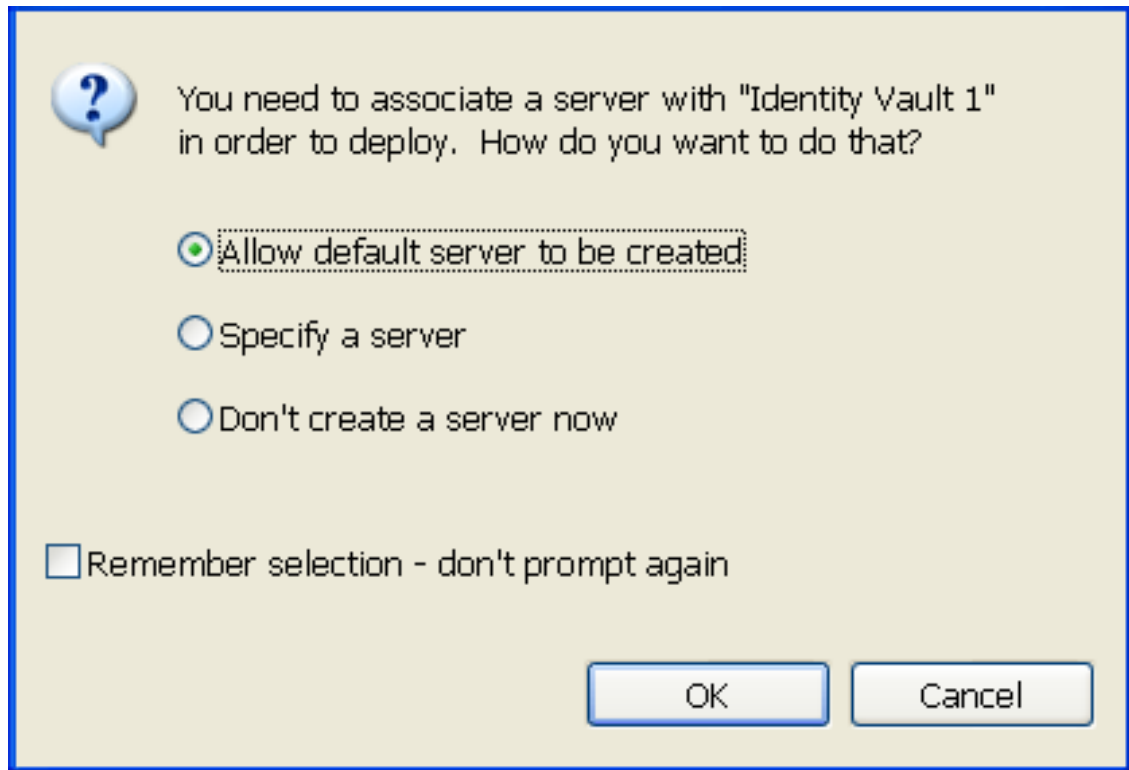 You need to associate a server with "Identity Vault 1"
in order to deploy.  How do you want to do that?
Allow default server to be created
Specify a server
Don't create a server now
Remember selection - don't prompt again
OK
Cancel